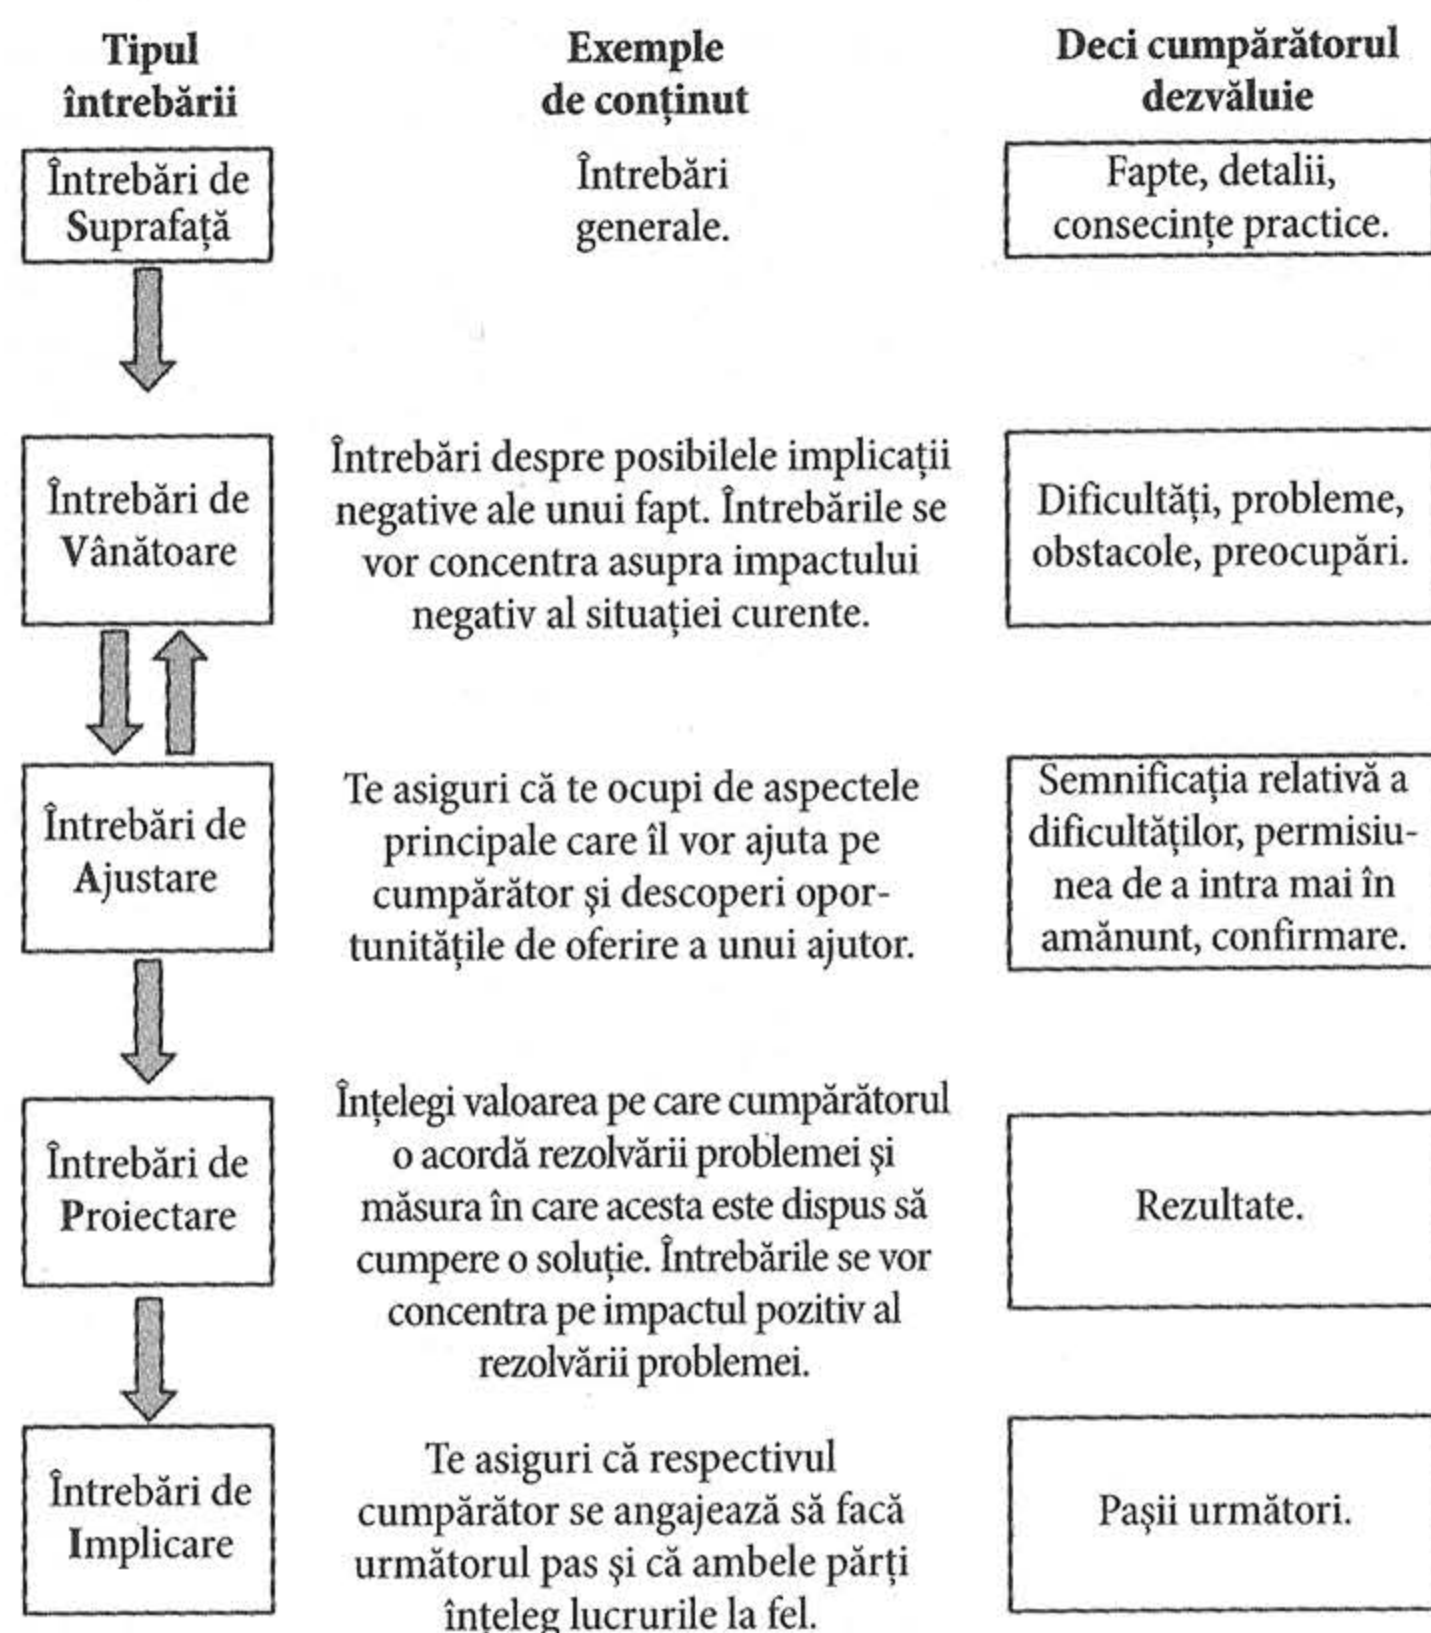 Tipul
întrebării
Exemple
de conținut
Deci cumpărătorul
dezvăluie
Întrebări de
Suprafață
Întrebări
generale.
Fapte, detalii,
consecințe practice.
Întrebări de
Vânătoare
Întrebări despre posibilele implicații
negative ale unui fapt. Întrebările se
vor concentra asupra impactului
negativ al situației curente.
Dificultăți, probleme,
obstacole, preocupări.
Întrebări de
Ajustare
Te asiguri că te ocupi de aspectele
principale care îl vor ajuta pe
cumpărător și descoperi opor-
tunitățile de oferire a unui ajutor.
Semnificația relativă a
dificultăților, permisiu-
nea de a intra mai în
amănunt, confirmare.
Întrebări de
Proiectare
Înțelegi valoarea pe care cumpărătorul
o acordă rezolvării problemei și
măsura în care acesta este dispus să
cumpere o soluție. Întrebările se vor
concentra pe impactul pozitiv al
rezolvării problemei.
Rezultate.
Întrebări de
Implicare
Te asiguri că respectivul
cumpărător se angajează să facă
următorul pas și că ambele părți
înțeleg lucrurile la fel.
Pașii următori.